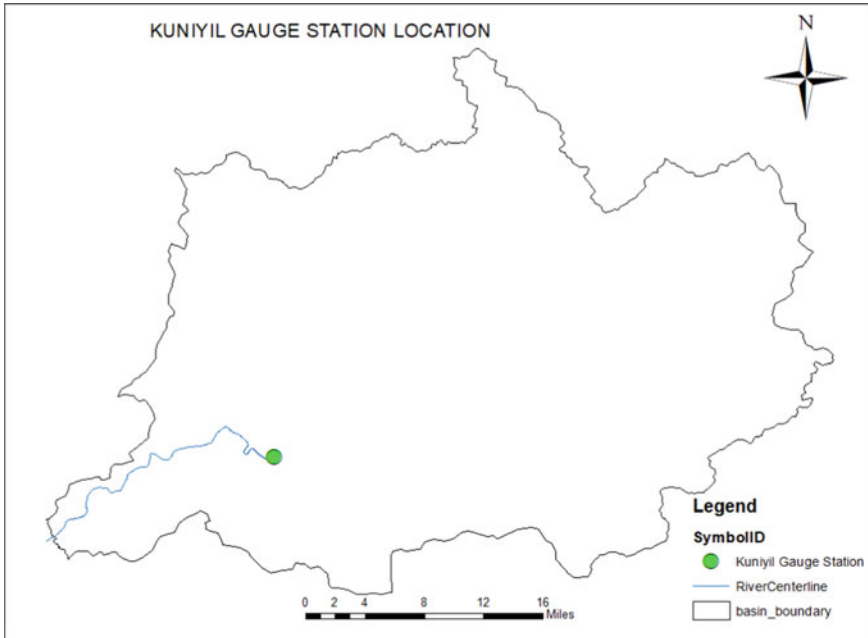 KUNIYIL GAUGE STATION LOCATION
N
Legend
SymbolID
Kuniyil Gauge Station
RiverCenterline
basin_boundary
0 2 4 8 12 16
Miles